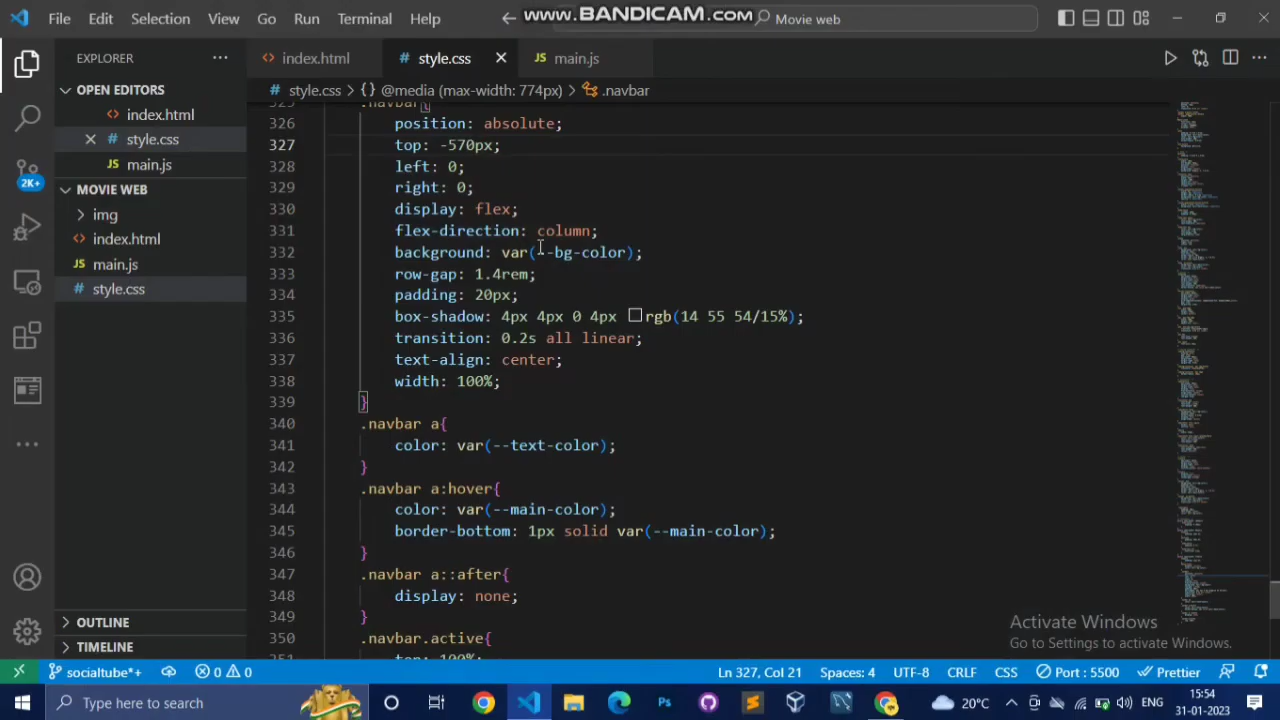 File Edit Selection View Go Run Terminal Help
www.BANDICAM.com
Movie web
EXPLORER
index.html
style.css
main.js
style.css > {} @media (max-width: 774px) > .navbar
OPEN EDITORS
index.html
style.css
main.js
MOVIE WEB
img
index.html
main.js
style.css
2K+
325 .navbar{
326 position: absolute;
327 top: -570px;
328 left: 0;
329 right: 0;
330 display: flex;
331 flex-direction: column;
332 background: var(--bg-color);
333 row-gap: 1.4rem;
334 padding: 20px;
335 box-shadow: 4px 4px 0 4px rgb(14 55 54/15%);
336 transition: 0.2s all linear;
337 text-align: center;
338 width: 100%;
339 }
340 .navbar a{
341 color: var(--text-color);
342 }
343 .navbar a:hover{
344 color: var(--main-color);
345 border-bottom: 1px solid var(--main-color);
346 }
347 .navbar a::after{
348 display: none;
349 }
350 .navbar.active{
351 top: 100%;
OUTLINE
TIMELINE
Activate Windows
Go to Settings to activate Windows.
socialtube*+ 0 0 Ln 327, Col 21 Spaces: 4 UTF-8 CRLF CSS Port : 5500 Prettier
Type here to search
Ps
20°C
ENG
15:54
31-01-2023